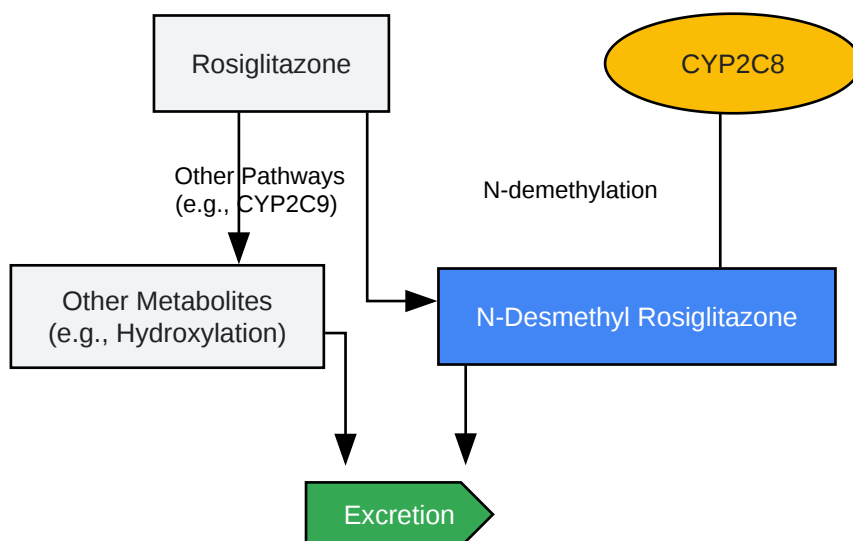 Rosiglitazone
CYP2C8
Other Pathways
(e.g., CYP2C9)
N-demethylation
Other Metabolites
(e.g., Hydroxylation)
N-Desmethyl Rosiglitazone
Excretion